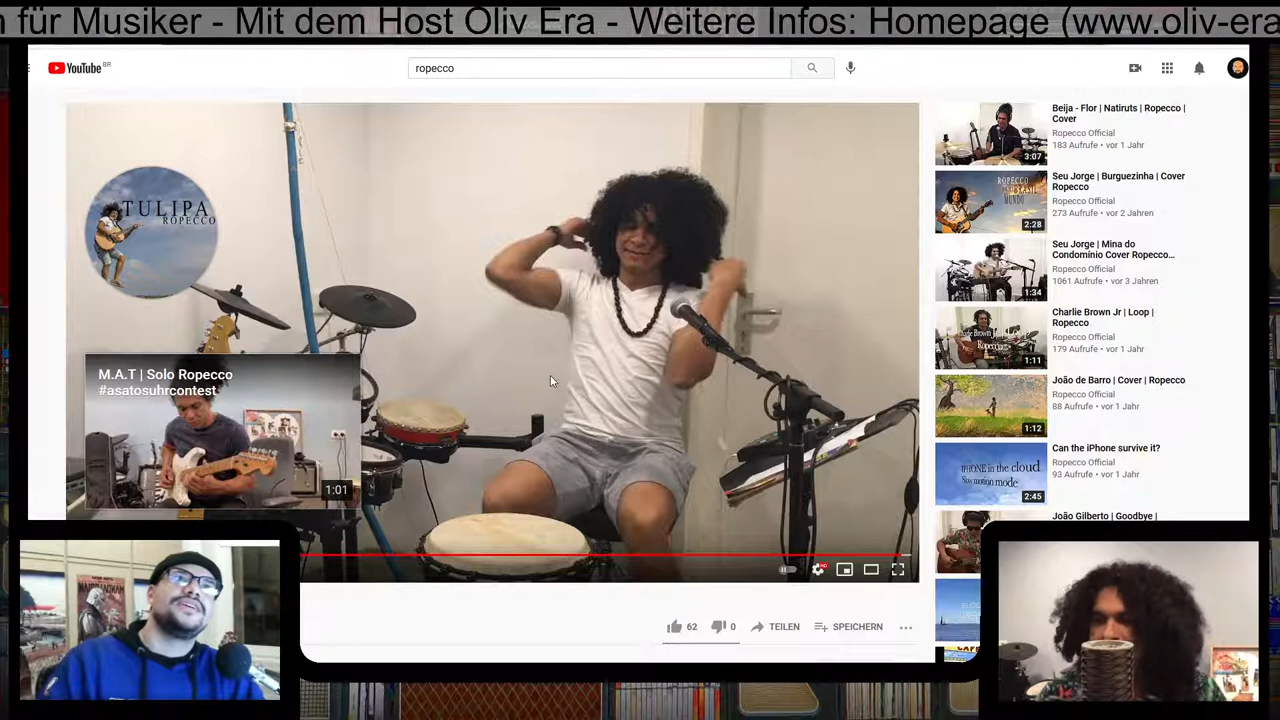 n für Musiker - Mit dem Host Oliv Era - Weitere Infos: Homepage (www.oliv-era
YouTube BR
ropecco
TULIPA
ROPECCO
M.A.T | Solo Ropecco
#asatosuhrcontest
1:01
HD
62
0
TEILEN
SPEICHERN
Beija - Flor | Natiruts | Ropecco |
Cover
Ropecco Official
183 Aufrufe • vor 1 Jahr
3:07
ROPECCO
MUNDO
Seu Jorge | Burguezinha | Cover
Ropecco
Ropecco Official
273 Aufrufe • vor 2 Jahren
2:28
Seu Jorge | Mina do
Condomínio Cover Ropecco...
Ropecco Official
1061 Aufrufe • vor 3 Jahren
1:34
Charlie Brown Jr | Loop |
Ropecco
Ropecco Official
179 Aufrufe • vor 1 Jahr
1:11
João de Barro | Cover | Ropecco
Ropecco Official
88 Aufrufe • vor 1 Jahr
1:12
IPHONE in the cloud
Slow motion mode
Can the iPhone survive it?
Ropecco Official
93 Aufrufe • vor 1 Jahr
2:45
João Gilberto | Goodbye |